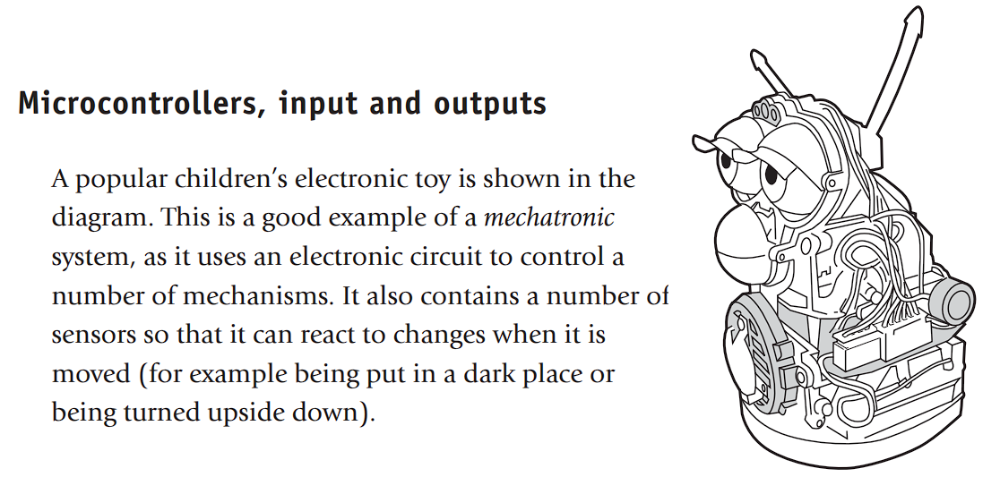 Microcontrollers, input and outputs
A popular children’s electronic toy is shown in the
diagram. This is a good example of a mechatronic
system, as it uses an electronic circuit to control a
number of mechanisms. It also contains a number of
sensors so that it can react to changes when it is
moved (for example being put in a dark place or
being turned upside down).